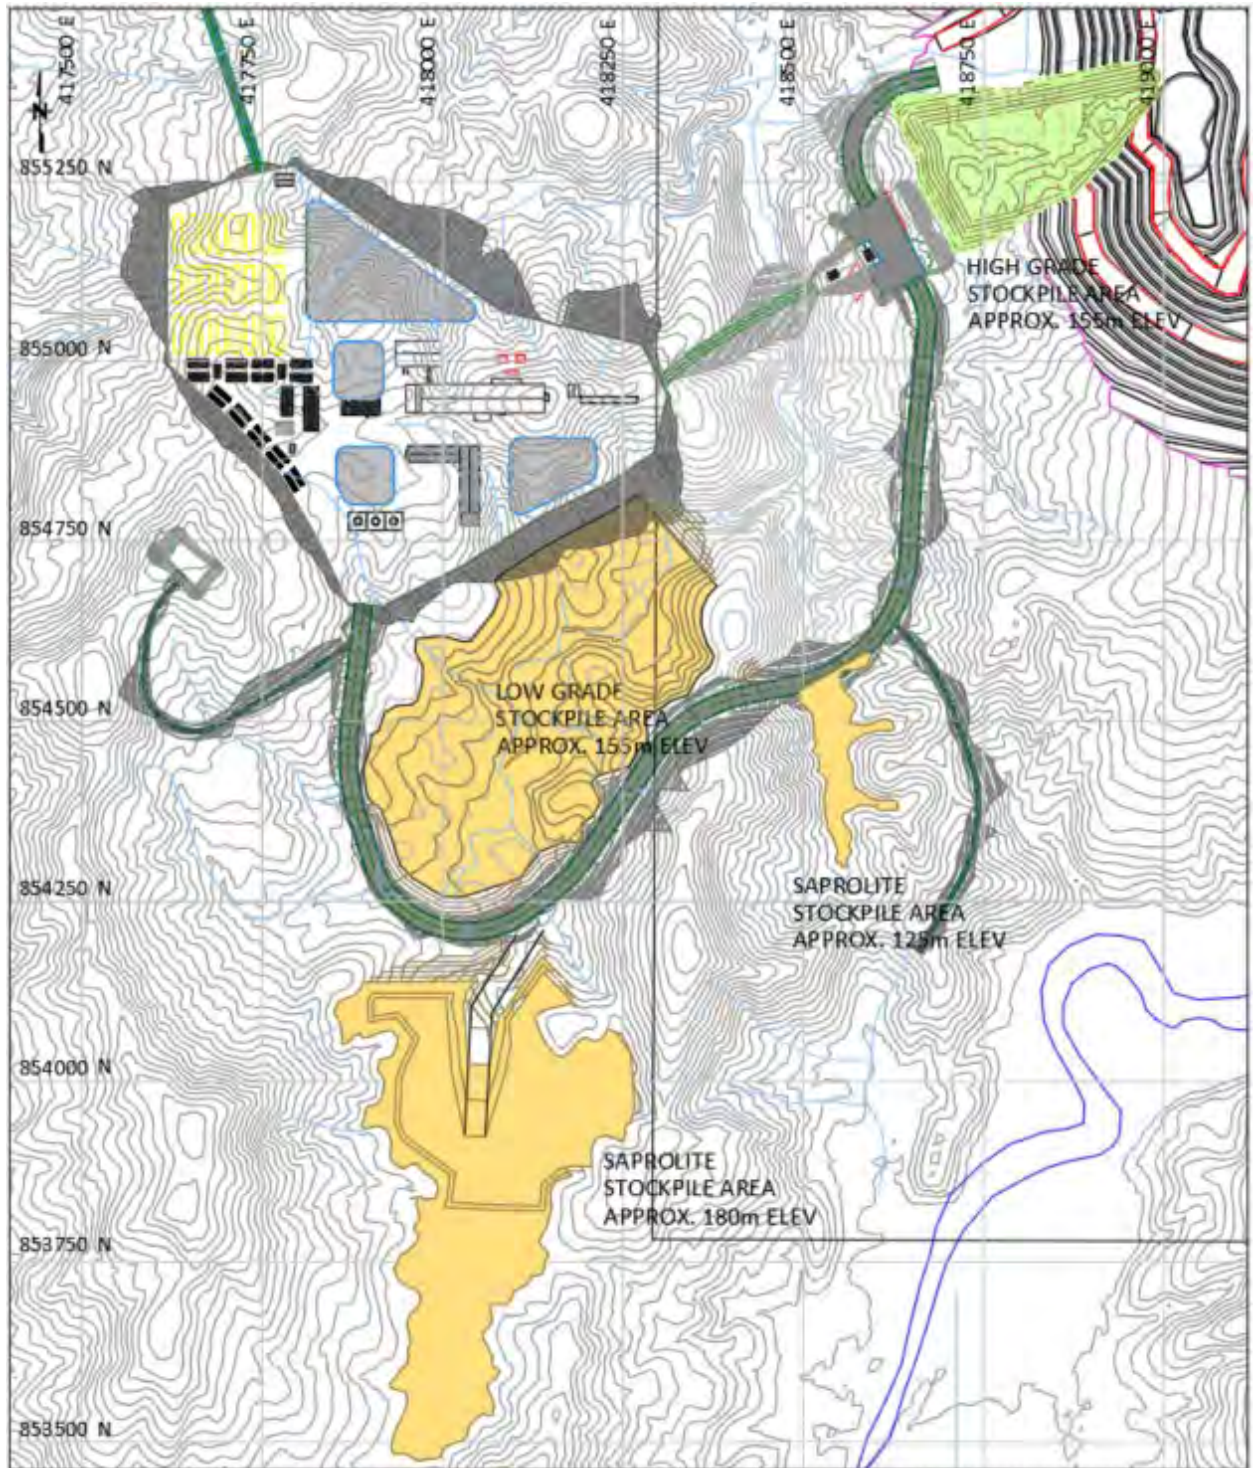 417500 E
417750 E
418000 E
418250 E
418500 E
418750 E
419000 E
N
855250 N
HIGH GRADE
STOCKPILE AREA
APPROX. 155m ELEV
855000 N
854750 N
LOW GRADE
STOCKPILE AREA
APPROX. 155m ELEV
854500 N
854250 N
SAPROLITE
STOCKPILE AREA
APPROX. 125m ELEV
854000 N
SAPROLITE
STOCKPILE AREA
APPROX. 180m ELEV
853750 N
853500 N